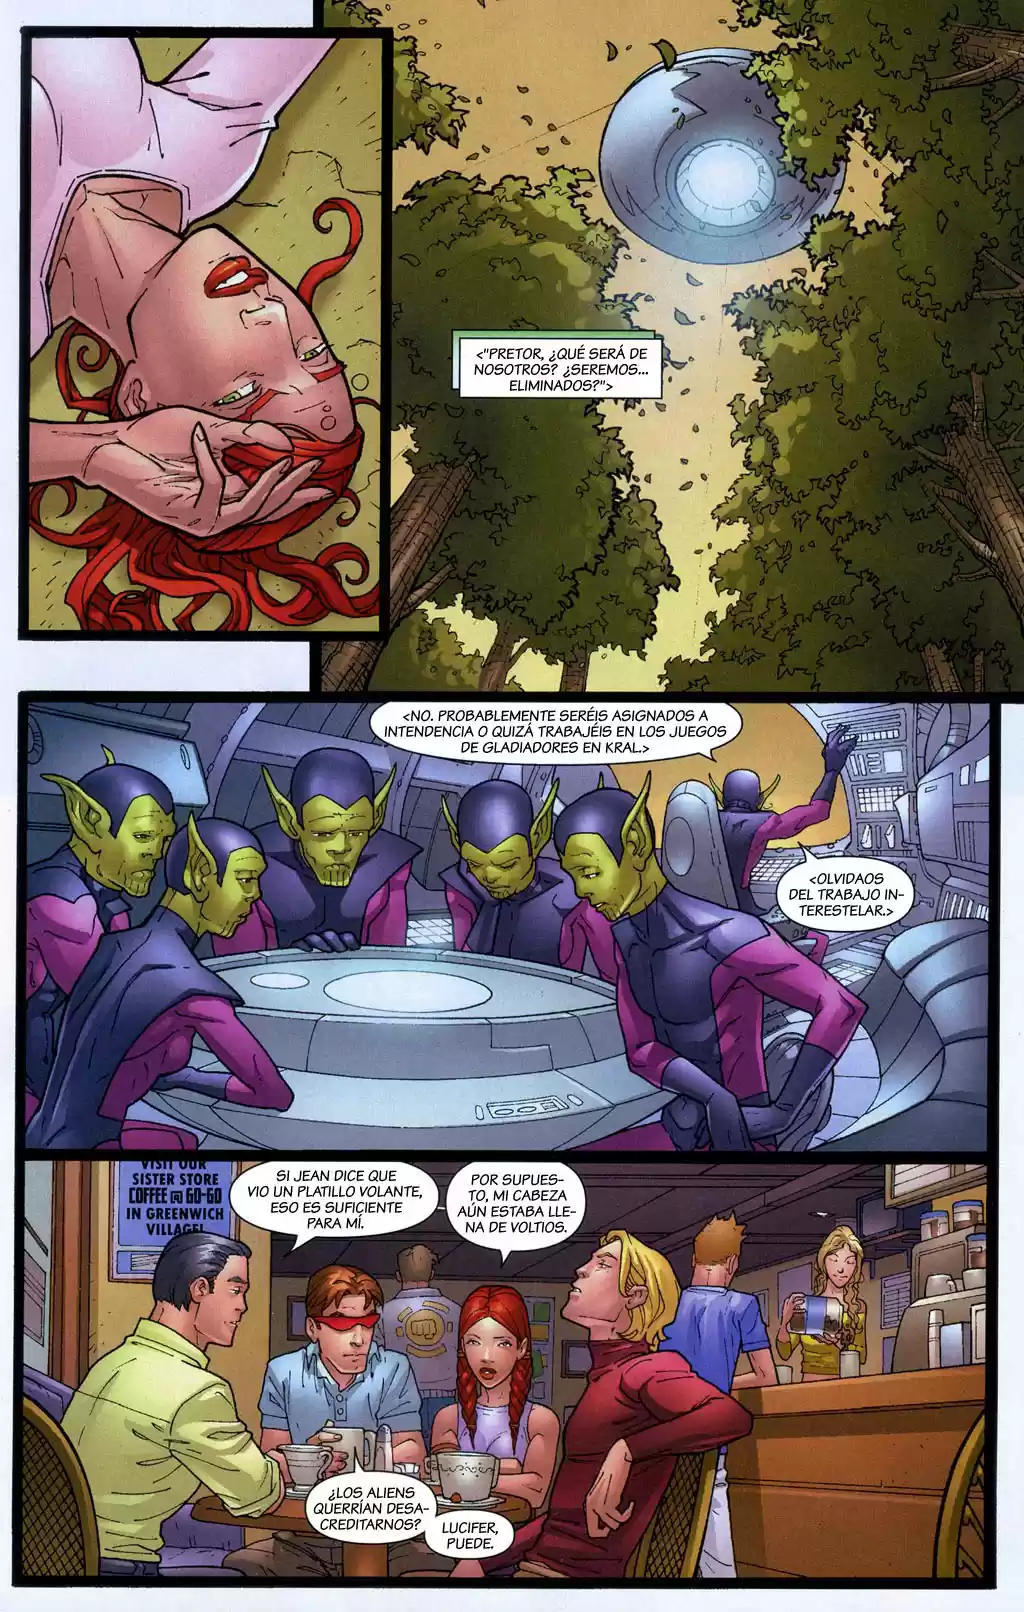 <"PRETOR, ¿QUÉ SERÁ DE
NOSOTROS? ¿SEREMOS...
ELIMINADOS?">
<NO. PROBLEMENTE SERÉIS ASIGNADOS A
INTENDENCIA O QUIZÁ TRABAJÉIS EN LOS JUEGOS
DE GLADIADORES EN KRAL.>
<OLVIDAOS
DEL TRABAJO IN-
TERESTELAR.>
VISIT OUR
SISTER STORE
COFFEE @ GO-GO
IN GREENWICH
VILLAGE!
SI JEAN DICE QUE
VIO UN PLATILLO VOLANTE,
ESO ES SUFICIENTE
PARA MÍ.
POR SUPUES-
TO, MI CABEZA
AÚN ESTABA LLE-
NA DE VOLTIOS.
¿LOS ALIENS
QUERRÍAN DESA-
CREDITARNOS?
LUCIFER,
PUEDE.